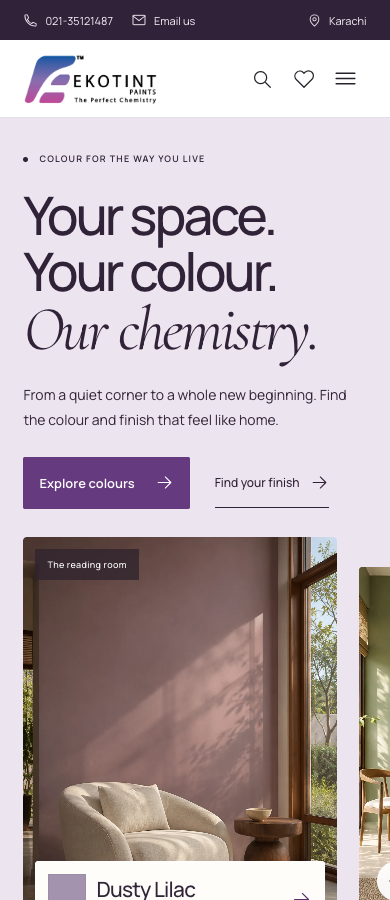 021-35121487
Email us
Karachi
EKOTINT
TM
PAINTS
The Perfect Chemistry
COLOUR FOR THE WAY YOU LIVE
Your space.
Your colour.
Our chemistry.
From a quiet corner to a whole new beginning. Find
the colour and finish that feel like home.
Explore colours
Find your finish
The reading room
Dusty Lilac